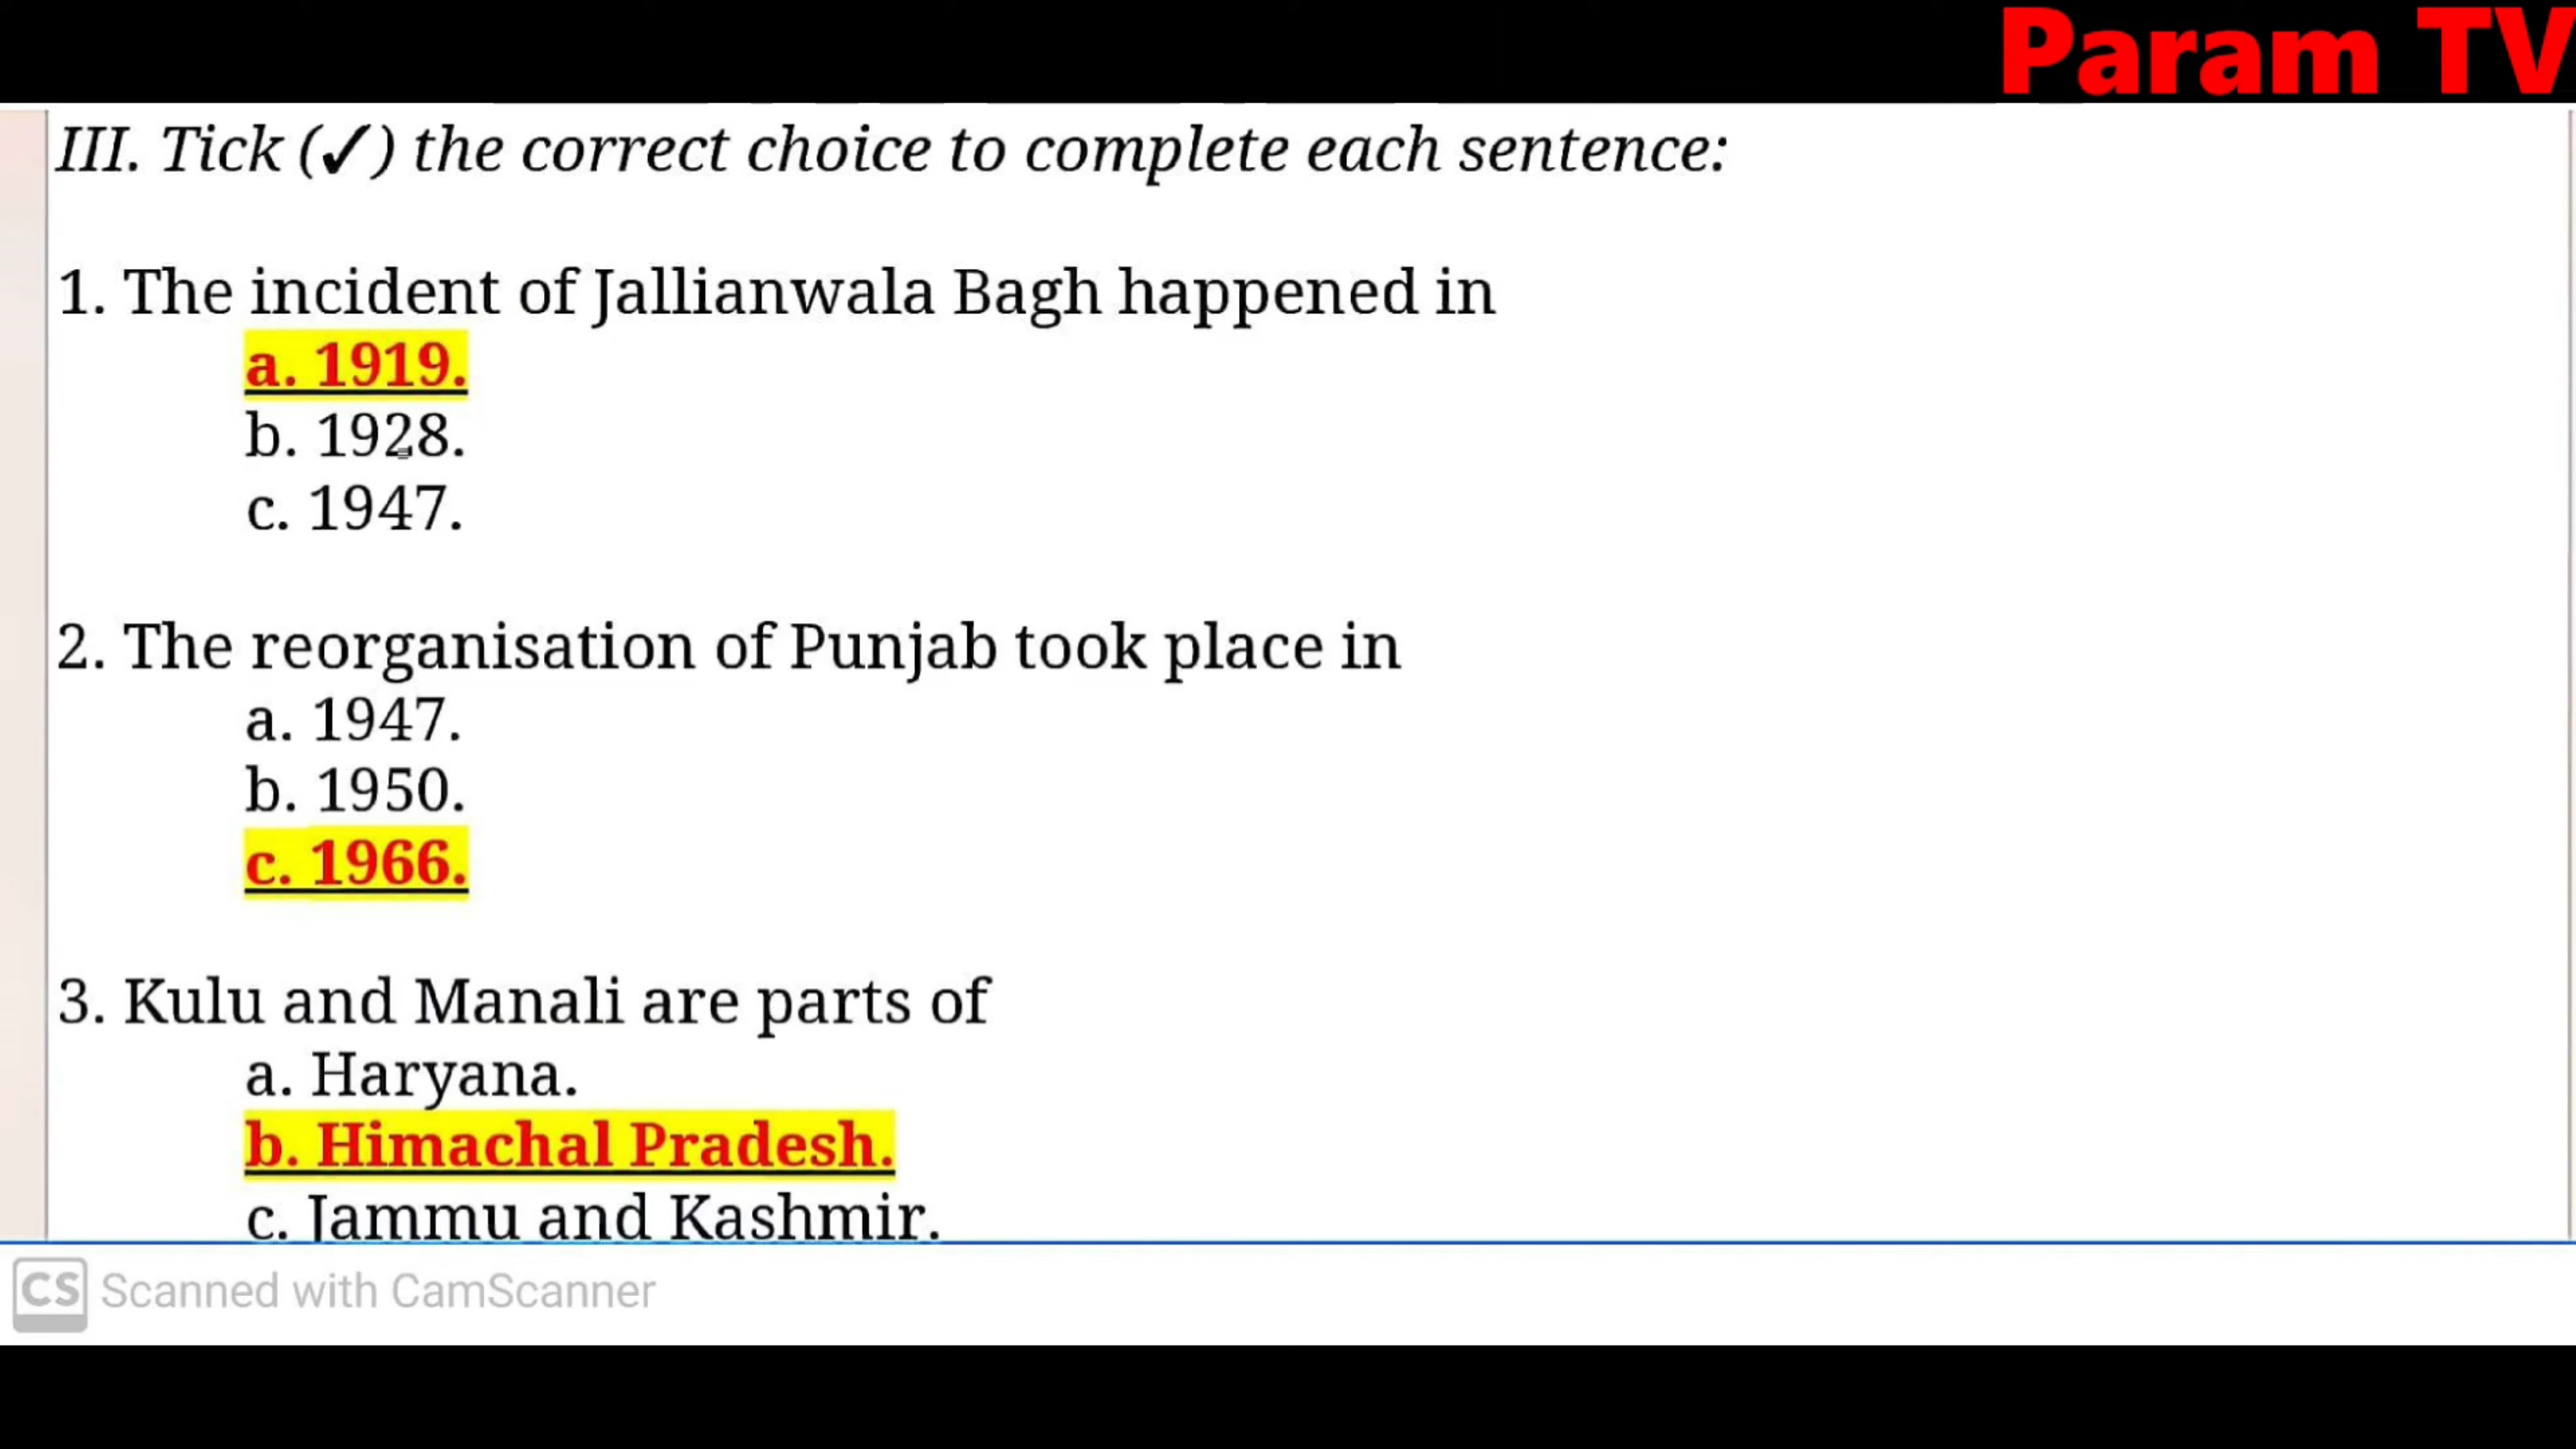 Param TV
III. Tick (✓) the correct choice to complete each sentence:
1. The incident of Jallianwala Bagh happened in
a. 1919.
b. 1928.
c. 1947.
2. The reorganisation of Punjab took place in
a. 1947.
b. 1950.
c. 1966.
3. Kulu and Manali are parts of
a. Haryana.
b. Himachal Pradesh.
c. Jammu and Kashmir.
CS Scanned with CamScanner